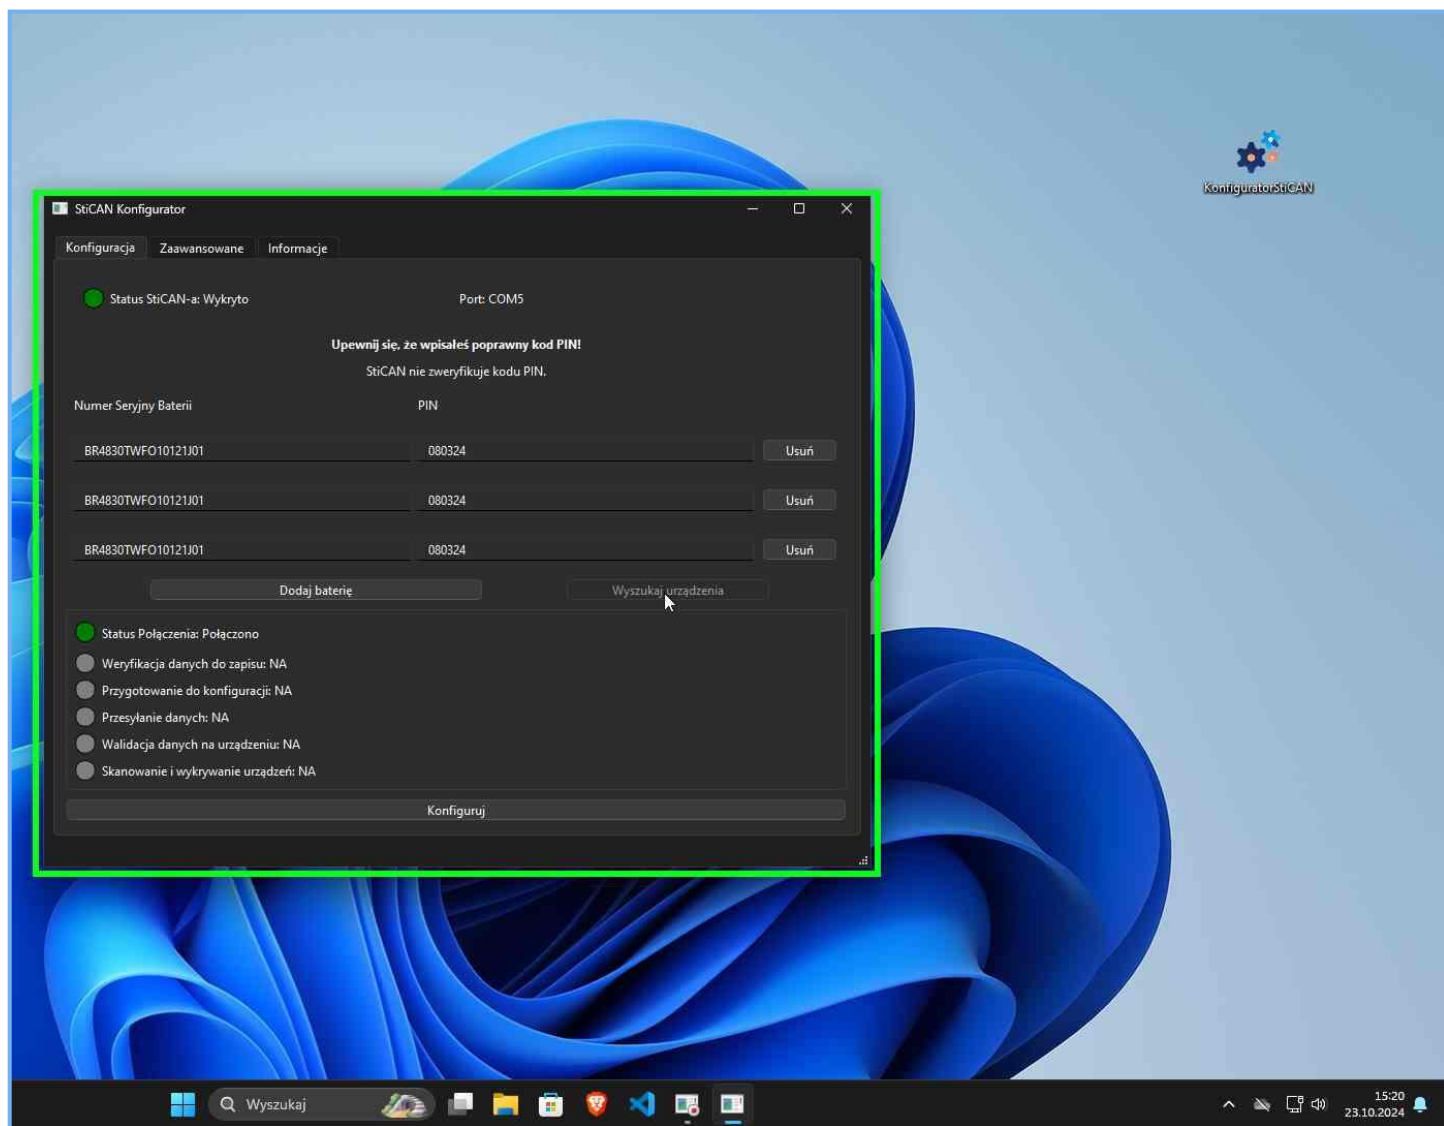 KonfiguratorStiCAN
StiCAN Konfigurator
Konfiguracja Zaawansowane Informacje
Status StiCAN-a: Wykryto Port: COM5
Upewnij się, że wpisałeś poprawny kod PIN!
StiCAN nie zweryfikuje kodu PIN.
Numer Seryjny Baterii PIN
BR4830TWFO10121J01 080324 Usuń
BR4830TWFO10121J01 080324 Usuń
BR4830TWFO10121J01 080324 Usuń
Dodaj baterię Wyszukaj urządzenia
Status Połączenia: Połączono
Weryfikacja danych do zapisu: NA
Przygotowanie do konfiguracji: NA
Przesyłanie danych: NA
Walidacja danych na urządzeniu: NA
Skanowanie i wykrywanie urządzeń: NA
Konfiguruj
Wyszukaj
15:20
23.10.2024